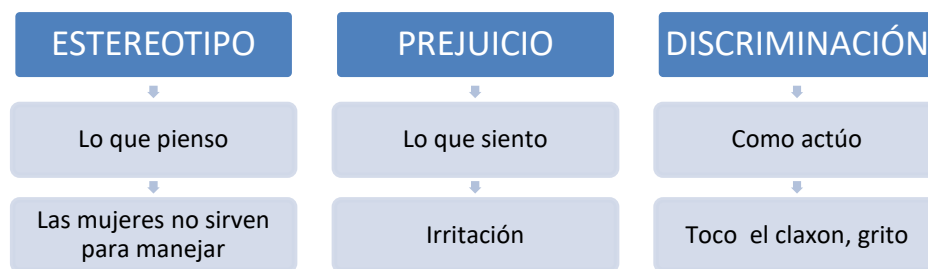 ESTEREOTIPO
Lo que pienso
Las mujeres no sirven
para manejar
PREJUICIO
Lo que siento
Irritación
DISCRIMINACIÓN
Como actúo
Toco el claxon, grito